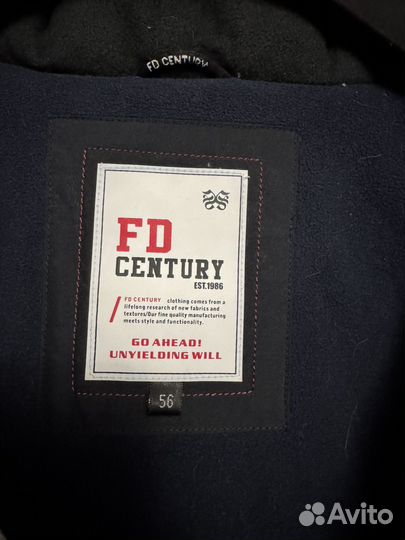 FD CENTURY
FD
CENTURY
EST.1986
FD CENTURY clothing comes from a
lifelong research of new fabrics and
textures/Our fine quality manufacturing
meets style and functionality.
GO AHEAD!
UNYIELDING WILL
56
Avito